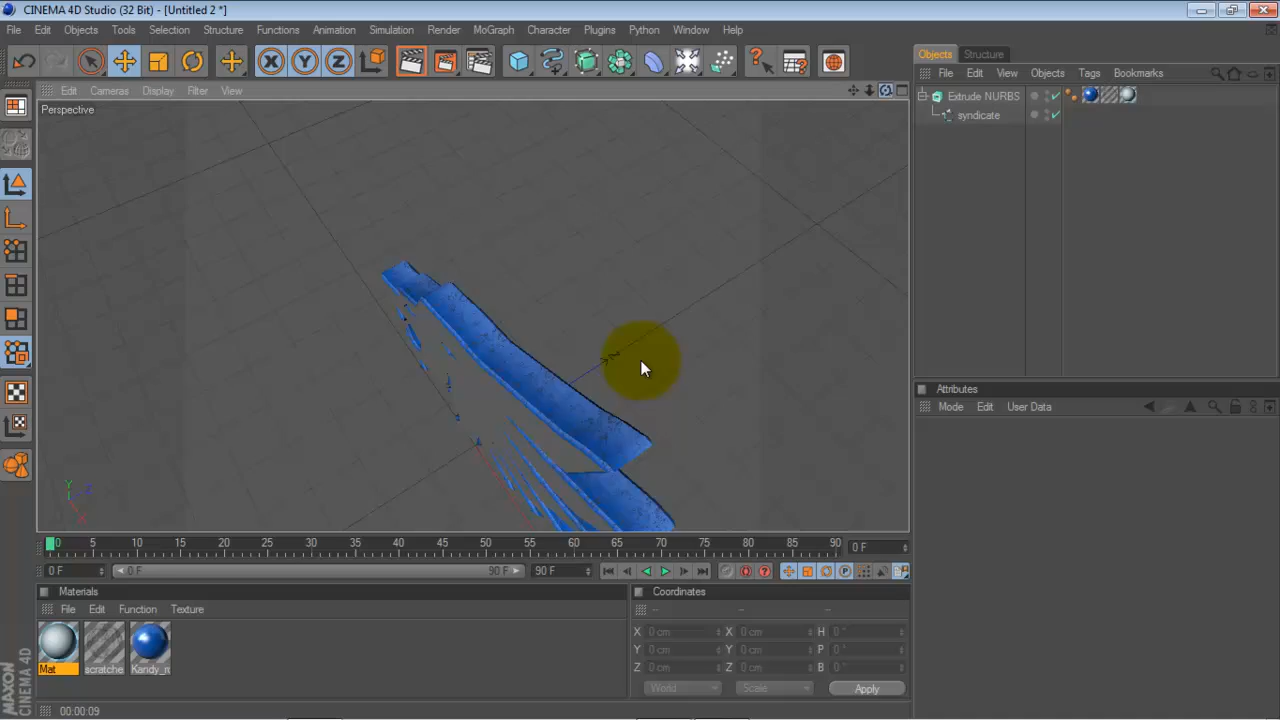 CINEMA 4D Studio (32 Bit) - [Untitled 2 *]
File Edit Objects Tools Selection Structure Functions Animation Simulation Render MoGraph Character Plugins Python Window Help
Objects Structure
File Edit View Objects Tags Bookmarks
Edit Cameras Display Filter View
Perspective
Extrude NURBS
syndicate
Attributes
Mode Edit User Data
Y
Z
X
0 5 10 15 20 25 30 35 40 45 50 55 60 65 70 75 80 85 90 0 F
0 F 0 F 90 F 90 F
Materials
File Edit Function Texture
Mat scratche Kandy_m
Coordinates
-- -- --
X 0 cm X 0 cm H 0 °
Y 0 cm Y 0 cm P 0 °
Z 0 cm Z 0 cm B 0 °
World Scale Apply
MAXON
CINEMA 4D
00:00:09